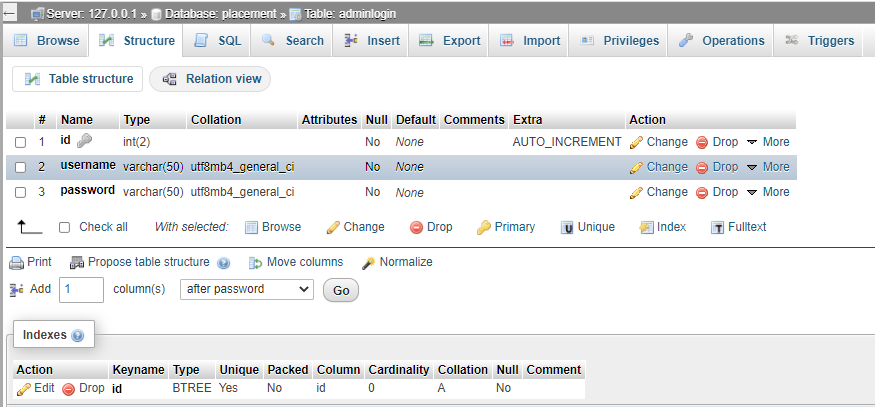 Server: 127.0.0.1 » Database: placement » Table: adminlogin
Browse Structure SQL Search Insert Export Import Privileges Operations Triggers
Table structure Relation view
# Name Type Collation Attributes Null Default Comments Extra Action
1 id int(2) No None AUTO_INCREMENT Change Drop More
2 username varchar(50) utf8mb4_general_ci No None Change Drop More
3 password varchar(50) utf8mb4_general_ci No None Change Drop More
Check all With selected: Browse Change Drop Primary Unique Index Fulltext
Print Propose table structure Move columns Normalize
Add 1 column(s) after password Go
Indexes
Action Keyname Type Unique Packed Column Cardinality Collation Null Comment
Edit Drop id BTREE Yes No id 0 A No